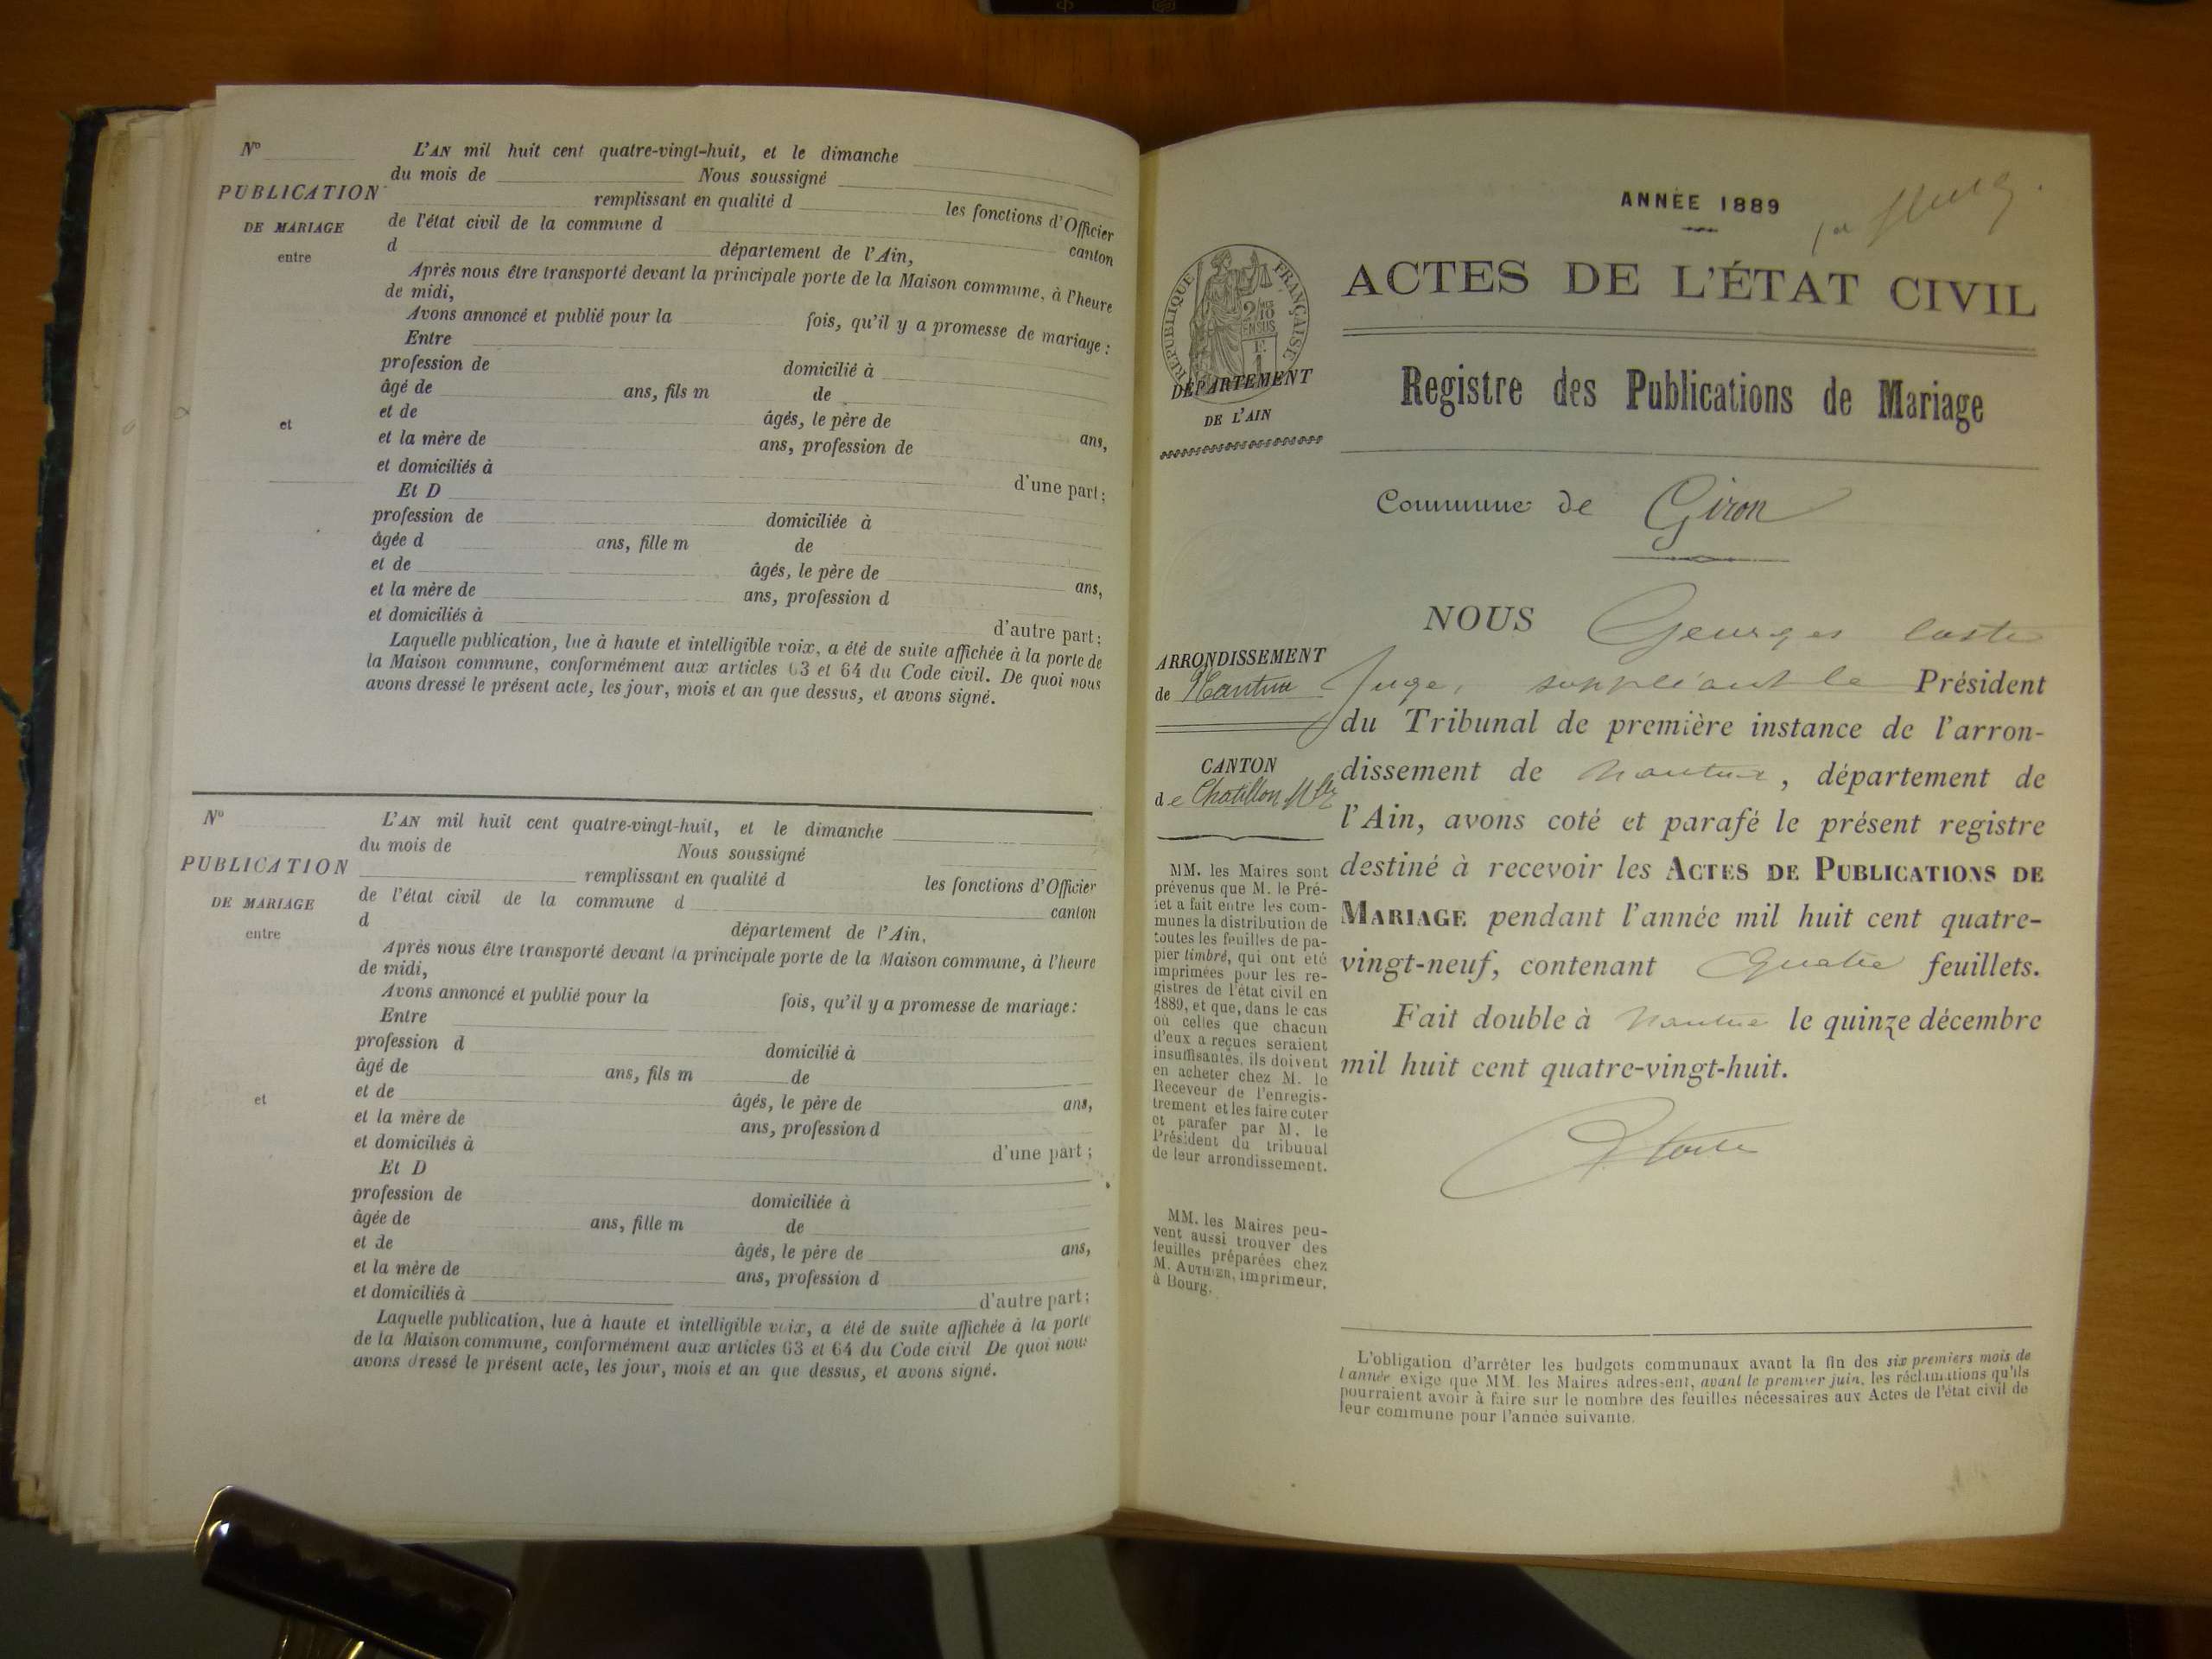 N°
PUBLICATION
DE MARIAGE
entre
et
L'AN mil huit cent quatre-vingt-huit, et le dimanche
du mois de Nous soussigné
remplissant en qualité d les fonctions d'Officier
de l'état civil de la commune d canton
d département de l'Ain,
Après nous être transporté devant la principale porte de la Maison commune, à l'heure
de midi,
Avons annoncé et publié pour la fois, qu'il y a promesse de mariage :
Entre
profession de domicilié à
âgé de ans, fils m de
et de âgés, le père de ans,
et la mère de ans, profession de
et domiciliés à d'une part ;
Et D
profession de domiciliée à
âgée d ans, fille m de
et de âgés, le père de ans,
et la mère de ans, profession d
et domiciliés à d'autre part ;
Laquelle publication, lue à haute et intelligible voix, a été de suite affichée à la porte de
la Maison commune, conformément aux articles 63 et 64 du Code civil. De quoi nous
avons dressé le présent acte, les jour, mois et an que dessus, et avons signé.
N°
PUBLICATION
DE MARIAGE
entre
et
L'AN mil huit cent quatre-vingt-huit, et le dimanche
du mois de Nous soussigné
remplissant en qualité d les fonctions d'Officier
de l'état civil de la commune d canton
d département de l'Ain,
Après nous être transporté devant la principale porte de la Maison commune, à l'heure
de midi,
Avons annoncé et publié pour la fois, qu'il y a promesse de mariage :
Entre
profession d domicilié à
âgé de ans, fils m de
et de âgés, le père de ans,
et la mère de ans, profession d
et domiciliés à d'une part ;
Et D
profession de domiciliée à
âgée de ans, fille m de
et de âgés, le père de ans,
et la mère de ans, profession d
et domiciliés à d'autre part ;
Laquelle publication, lue à haute et intelligible voix, a été de suite affichée à la porte
de la Maison commune, conformément aux articles 63 et 64 du Code civil De quoi nous
avons dressé le présent acte, les jour, mois et an que dessus, et avons signé.
ANNÉE 1889
ACTES DE L'ÉTAT CIVIL
RÉPUBLIQUE FRANÇAISE
2/10
EN SUS
DÉPARTEMENT
DE L'AIN
Registre des Publications de Mariage
Commune de Giron
ARRONDISSEMENT
de Nantua
CANTON
de Chatillon
MM. les Maires sont
prévenus que M. le Pré-
fet a fait entre les com-
munes la distribution de
toutes les feuilles de pa-
pier timbré, qui ont été
imprimées pour les re-
gistres de l'état civil en
1889, et que, dans le cas
où celles que chacun
d'eux a reçues seraient
insuffisantes, ils doivent
en acheter chez M. le
Receveur de l'enregis-
trement et les faire coter
et parafer par M. le
Président du tribunal
de leur arrondissement.
MM. les Maires peu-
vent aussi trouver des
feuilles préparées chez
M. AUTHIER, imprimeur,
à Bourg.
NOUS Georges
Juge, suppléant le Président
du Tribunal de première instance de l'arron-
dissement de Nantua, département de
l'Ain, avons coté et parafé le présent registre
destiné à recevoir les ACTES DE PUBLICATIONS DE
MARIAGE pendant l'année mil huit cent quatre-
vingt-neuf, contenant Quatre feuillets.
Fait double à Nantua le quinze décembre
mil huit cent quatre-vingt-huit.
L'obligation d'arrêter les budgets communaux avant la fin des six premiers mois de
l'année exige que MM. les Maires adressent, avant le premier juin, les réclamations qu'ils
pourraient avoir à faire sur le nombre des feuilles nécessaires aux Actes de l'état civil de
leur commune pour l'année suivante.